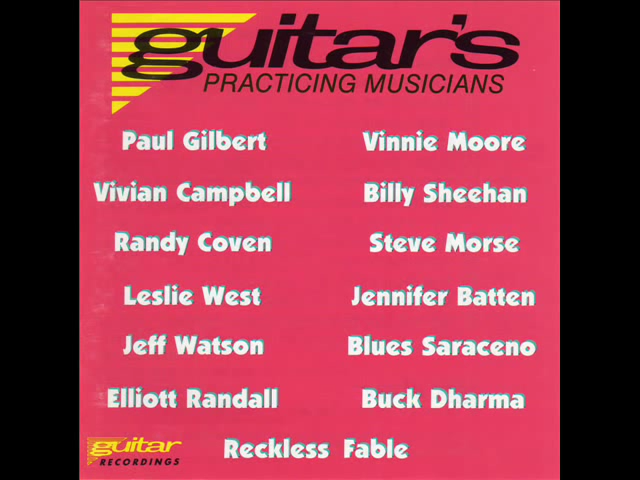 guitar's
PRACTICING MUSICIANS
Paul Gilbert
Vinnie Moore
Vivian Campbell
Billy Sheehan
Randy Coven
Steve Morse
Leslie West
Jennifer Batten
Jeff Watson
Blues Saraceno
Elliott Randall
Buck Dharma
Reckless Fable
guitar
RECORDINGS